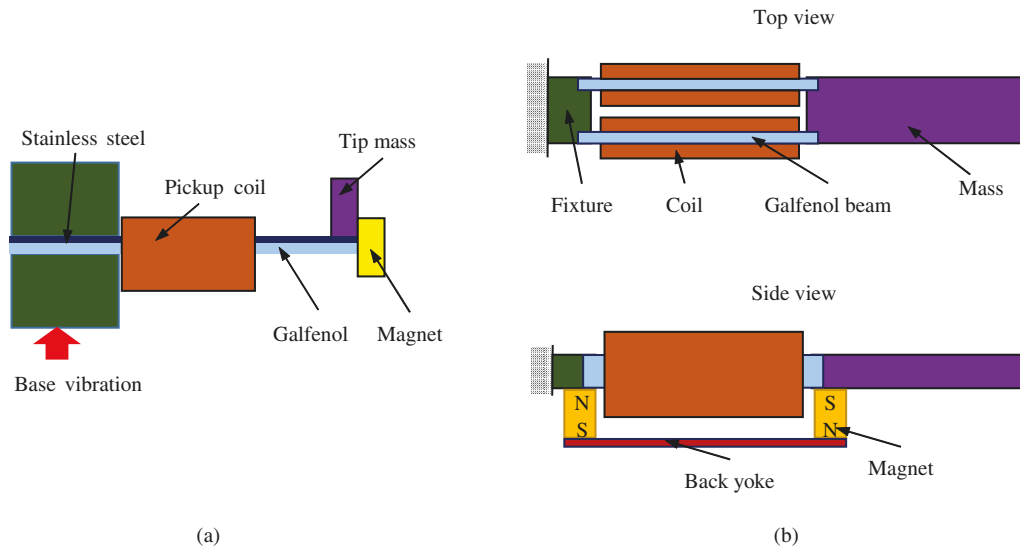 Stainless steel
Pickup coil
Tip mass
Galfenol
Magnet
Base vibration
(a)
Top view
Fixture
Coil
Galfenol beam
Mass
Side view
N
S
S
N
Back yoke
Magnet
(b)